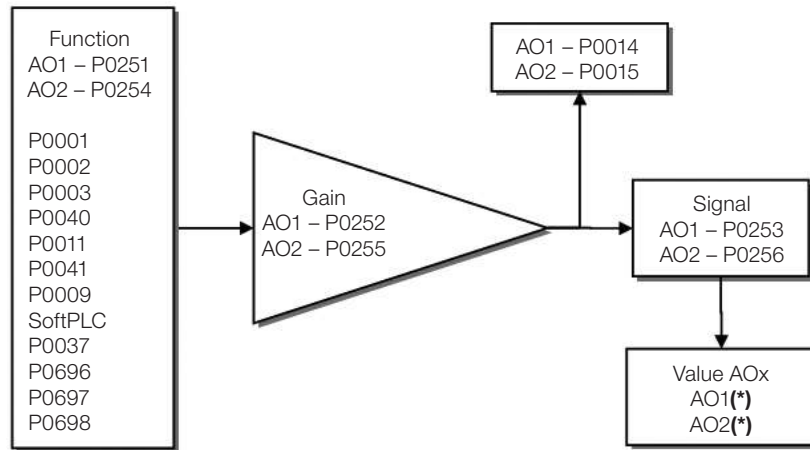 Function
AO1 – P0251
AO2 – P0254
P0001
P0002
P0003
P0040
P0011
P0041
P0009
SoftPLC
P0037
P0696
P0697
P0698
Gain
AO1 – P0252
AO2 – P0255
AO1 – P0014
AO2 – P0015
Signal
AO1 – P0253
AO2 – P0256
Value AOx
AO1(*)
AO2(*)